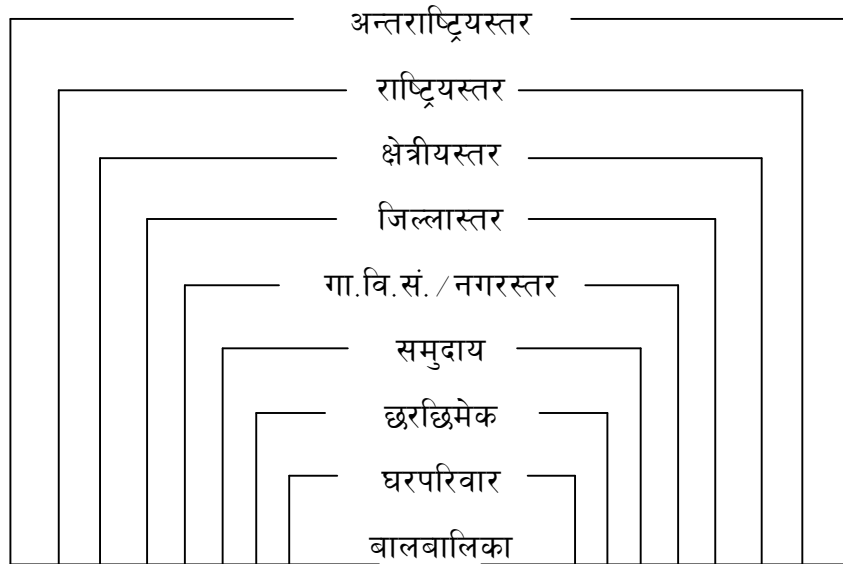 अन्तराष्ट्रियस्तर
राष्ट्रियस्तर
क्षेत्रीयस्तर
जिल्लास्तर
गा.वि.सं./नगरस्तर
समुदाय
छरछिमेक
घरपरिवार
बालबालिका